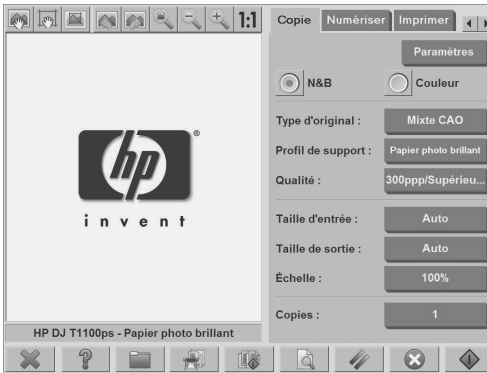 1:1
Copie Numériser Imprimer
Paramètres
N&B Couleur
Type d'original : Mixte CAO
Profil de support : Papier photo brillant
Qualité : 300ppp/Supérieu...
Taille d'entrée : Auto
Taille de sortie : Auto
Échelle : 100%
Copies : 1
hp ®
invent
HP DJ T1100ps - Papier photo brillant